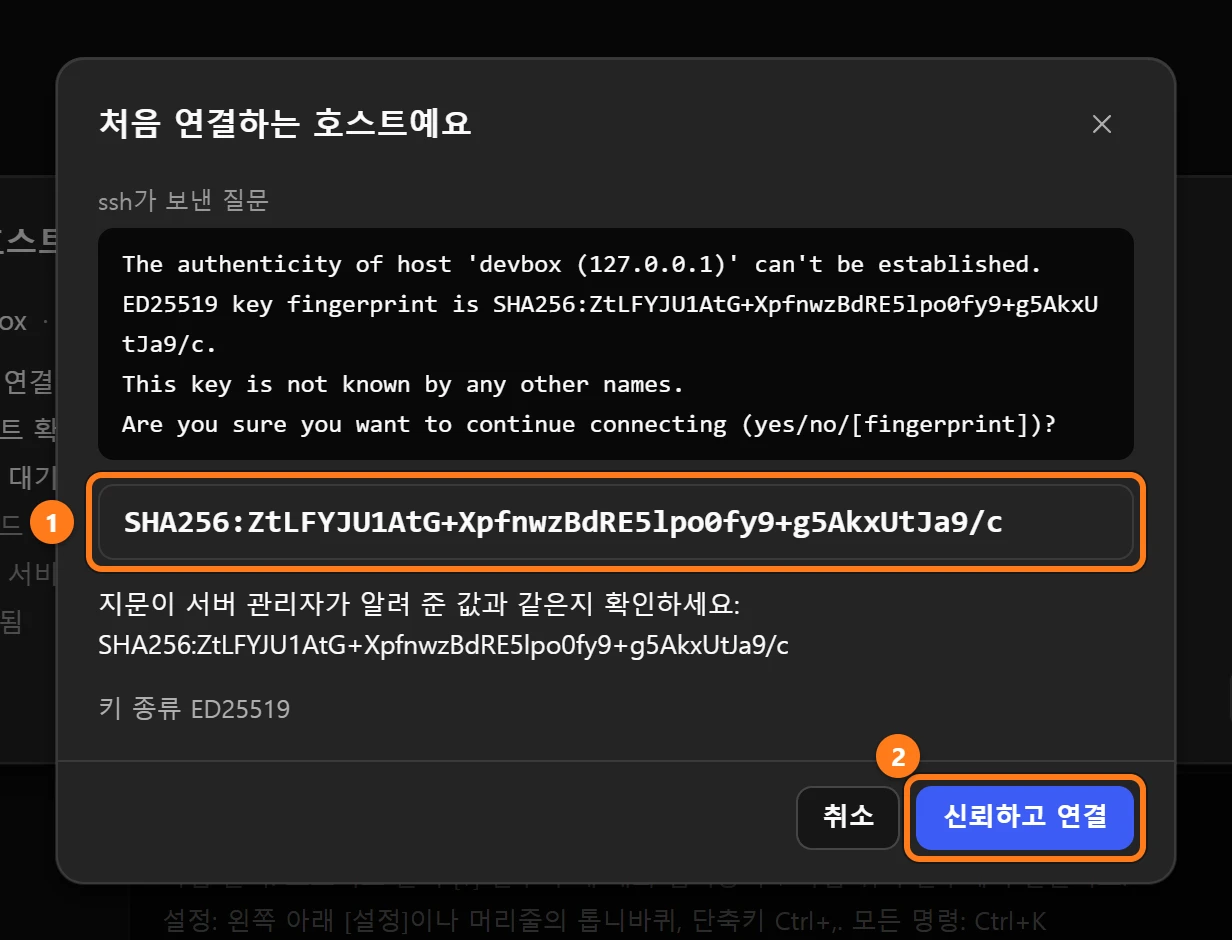 처음 연결하는 호스트예요
ssh가 보낸 질문
The authenticity of host 'devbox (127.0.0.1)' can't be established.
ED25519 key fingerprint is SHA256:ZtLFYJU1AtG+XpfnwzBdRE5lpo0fy9+g5AkxU
tJa9/c.
This key is not known by any other names.
Are you sure you want to continue connecting (yes/no/[fingerprint])?
1
SHA256:ZtLFYJU1AtG+XpfnwzBdRE5lpo0fy9+g5AkxUtJa9/c
지문이 서버 관리자가 알려 준 값과 같은지 확인하세요:
SHA256:ZtLFYJU1AtG+XpfnwzBdRE5lpo0fy9+g5AkxUtJa9/c
키 종류 ED25519
2
취소
신뢰하고 연결
연결
대기
설정: 왼쪽 아래 [설정]이나 머리줄의 톱니바퀴, 단축키 Ctrl+,. 모든 명령: Ctrl+K